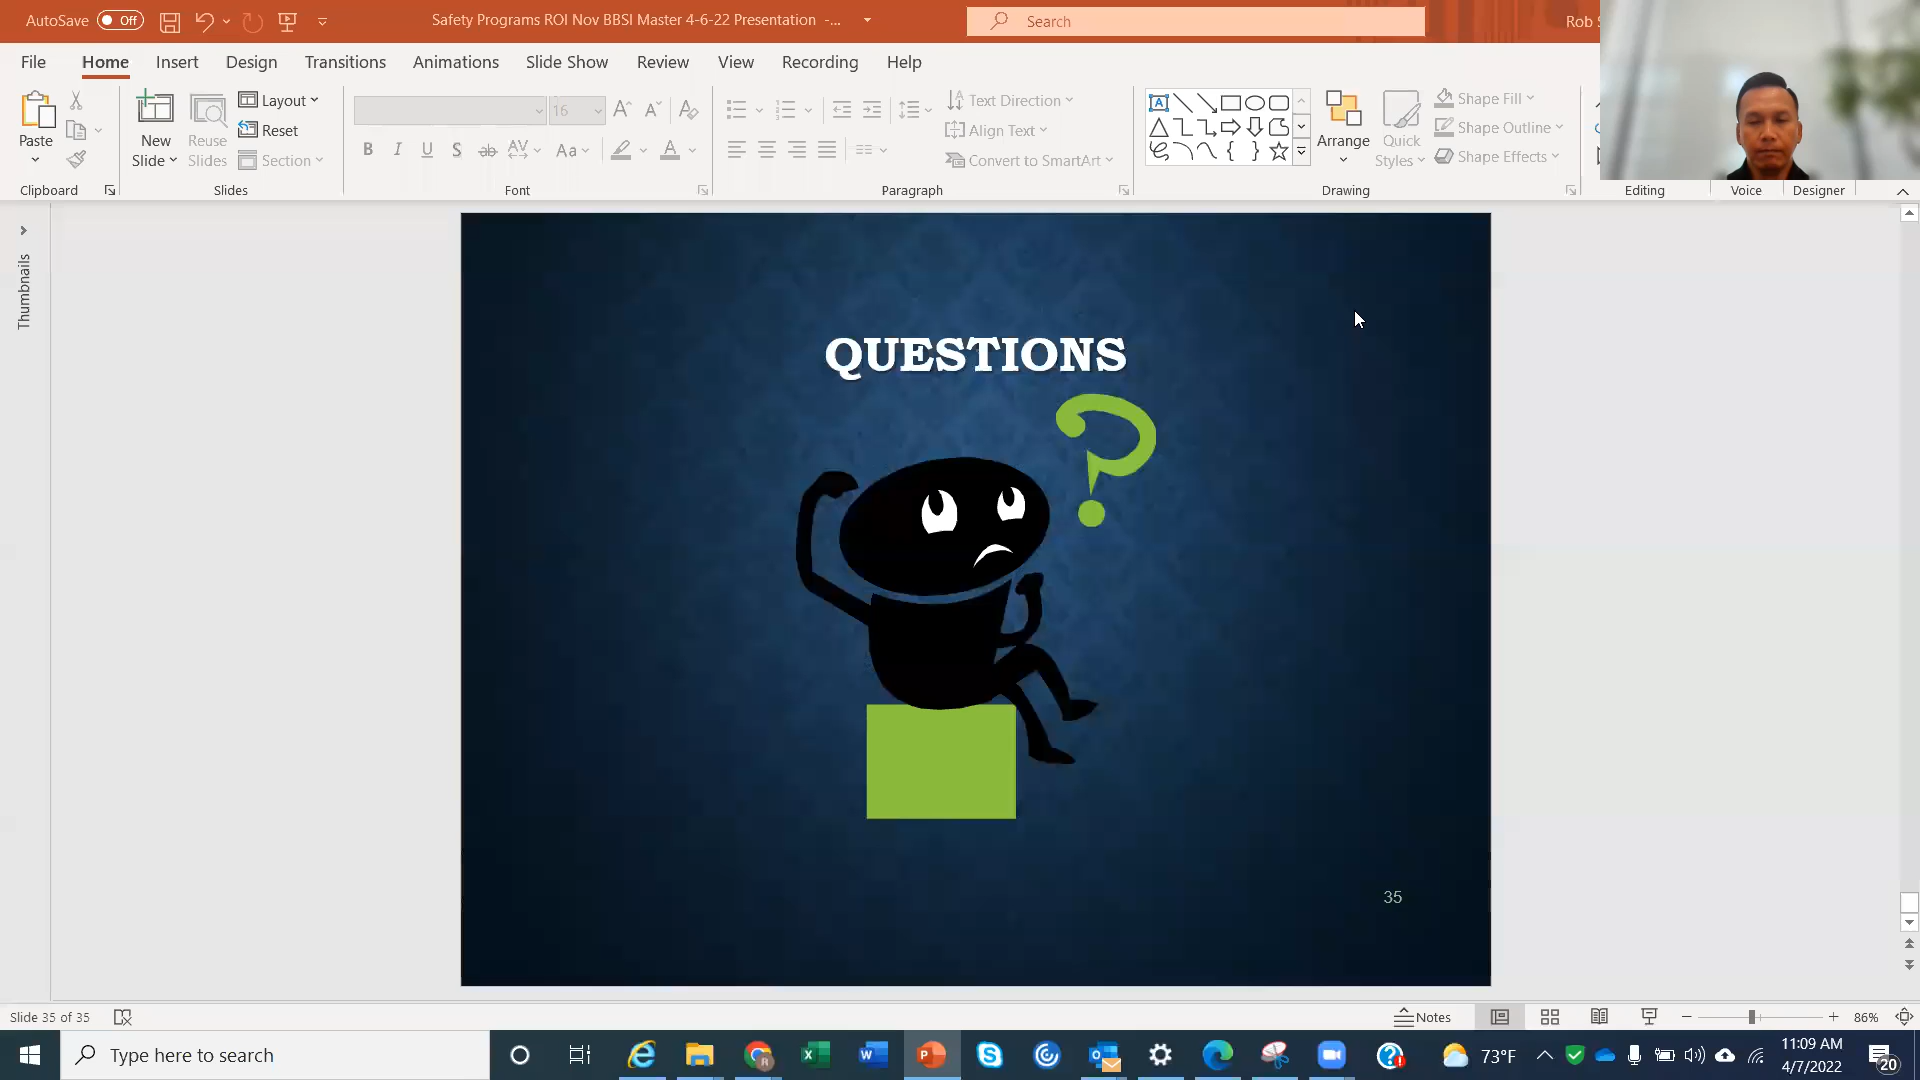 AutoSave Off
Safety Programs ROI Nov BBSI Master 4-6-22 Presentation -...
Search
Rob
File Home Insert Design Transitions Animations Slide Show Review View Recording Help
Paste
New Slide
Reuse Slides
Layout
Reset
Section
16
B I U S ab AV Aa A
Text Direction
Align Text
Convert to SmartArt
Arrange
Quick Styles
Shape Fill
Shape Outline
Shape Effects
Clipboard Slides Font Paragraph Drawing Editing Voice Designer
Thumbnails
QUESTIONS
?
35
Slide 35 of 35
Notes
86%
Type here to search
73°F
11:09 AM
4/7/2022
20